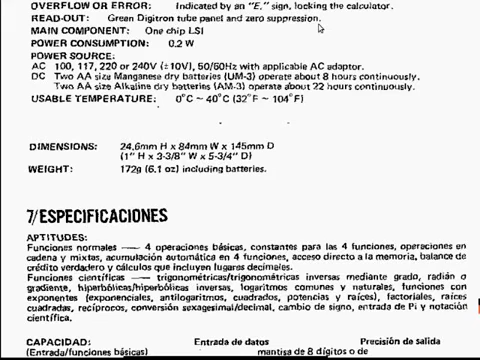 OVERFLOW OR ERROR: Indicated by an "E," sign, locking the calculator.
READ-OUT: Green Digitron tube panel and zero suppression.
MAIN COMPONENT: One chip LSI
POWER CONSUMPTION: 0.2 W
POWER SOURCE:
AC 100, 117, 220 or 240V (±10V), 50/60Hz with applicable AC adaptor.
DC Two AA size Manganese dry batteries (UM-3) operate about 8 hours continuously.
Two AA size Alkaline dry batteries (AM-3) operate about 22 hours continuously.
USABLE TEMPERATURE: 0°C ~ 40°C (32°F ~ 104°F)
DIMENSIONS: 24.6mm H x 84mm W x 145mm D
(1" H x 3-3/8" W x 5-3/4" D)
WEIGHT: 172g (6.1 oz) including batteries.
7/ESPECIFICACIONES
APTITUDES:
Funciones normales — 4 operaciones básicas, constantes para las 4 funciones, operaciones en
cadena y mixtas, acumulación automática en 4 funciones, acceso directo a la memoria, balance de
crédito verdadero y cálculos que incluyen lugares decimales.
Funciones científicas — trigonométricas/trigonométricas inversas mediante grado, radián o
gradiente, hiperbólicas/hiperbólicas inversas, logaritmos comunes y naturales, funciones con
exponentes (exponenciales, antilogaritmos, cuadrados, potencias y raíces), factoriales, raíces
cuadradas, recíprocos, conversión sexagesimal/decimal, cambio de signo, entrada de Pi y notación
científica.
CAPACIDAD: Entrada de datos Precisión de salida
(Entrada/funciones básicas) mantisa de 8 dígitos o de